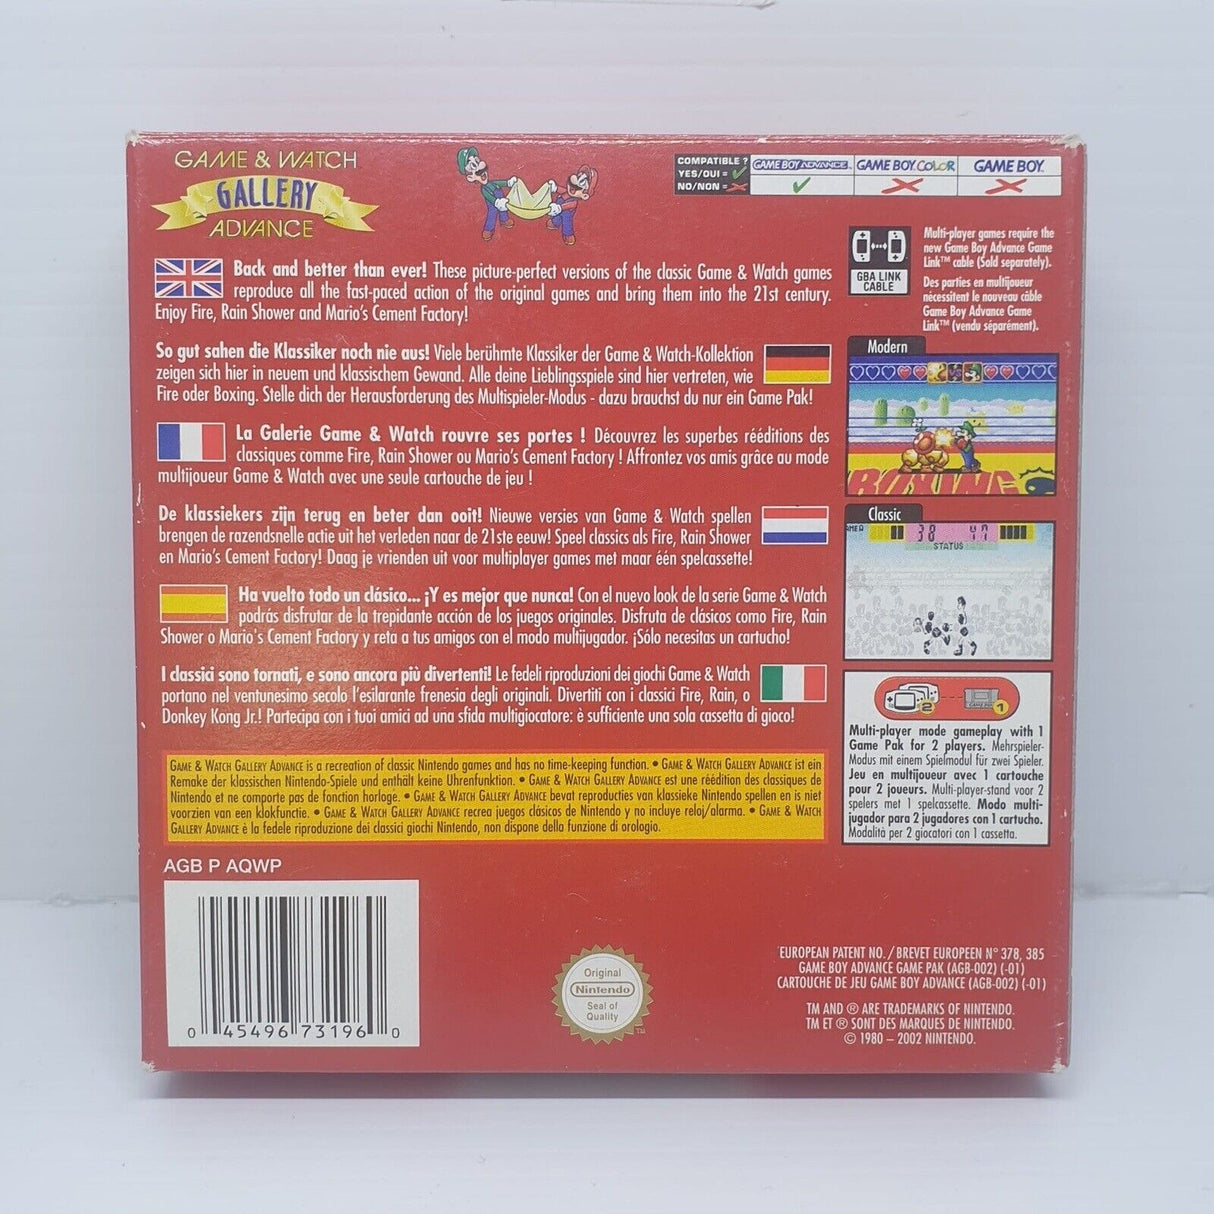 GAME & WATCH
GALLERY
ADVANCE
COMPATIBLE ?
YES/OUI = ✓
NO/NON = ✗
GAME BOY ADVANCE™
GAME BOY COLOR
GAME BOY™
GBA LINK
CABLE
Multi-player games require the
new Game Boy Advance Game
Link™ cable (Sold separately).
Des parties en multijoueur
nécessitent le nouveau câble
Game Boy Advance Game
Link™ (vendu séparément).
Back and better than ever! These picture-perfect versions of the classic Game & Watch games
reproduce all the fast-paced action of the original games and bring them into the 21st century.
Enjoy Fire, Rain Shower and Mario's Cement Factory!
So gut sahen die Klassiker noch nie aus! Viele berühmte Klassiker der Game & Watch-Kollektion
zeigen sich hier in neuem und klassischem Gewand. Alle deine Lieblingsspiele sind hier vertreten, wie
Fire oder Boxing. Stelle dich der Herausforderung des Multispieler-Modus - dazu brauchst du nur ein Game Pak!
La Galerie Game & Watch rouvre ses portes ! Découvrez les superbes rééditions des
classiques comme Fire, Rain Shower ou Mario's Cement Factory ! Affrontez vos amis grâce au mode
multijoueur Game & Watch avec une seule cartouche de jeu !
De klassiekers zijn terug en beter dan ooit! Nieuwe versies van Game & Watch spellen
brengen de razendsnelle actie uit het verleden naar de 21ste eeuw! Speel classics als Fire, Rain Shower
en Mario's Cement Factory! Daag je vrienden uit voor multiplayer games met maar één spelcassette!
Ha vuelto todo un clásico... ¡Y es mejor que nunca! Con el nuevo look de la serie Game & Watch
podrás disfrutar de la trepidante acción de los juegos originales. Disfruta de clásicos como Fire, Rain
Shower o Mario's Cement Factory y reta a tus amigos con el modo multijugador. ¡Sólo necesitas un cartucho!
I classici sono tornati, e sono ancora più divertenti! Le fedeli riproduzioni dei giochi Game & Watch
portano nel ventunesimo secolo l'esilarante frenesia degli originali. Divertiti con i classici Fire, Rain, o
Donkey Kong Jr.! Partecipa con i tuoi amici ad una sfida multigiocatore: è sufficiente una sola cassetta di gioco!
Modern
BOXING
Classic
GAME A
38 47
STATUS
2
GAME BOY
1
Multi-player mode gameplay with 1
Game Pak for 2 players. Mehrspieler-
Modus mit einem Spielmodul für zwei Spieler.
Jeu en multijoueur avec 1 cartouche
pour 2 joueurs. Multi-player-stand voor 2
spelers met 1 spelcassette. Modo multi-
jugador para 2 jugadores con 1 cartucho.
Modalità per 2 giocatori con 1 cassetta.
GAME & WATCH GALLERY ADVANCE is a recreation of classic Nintendo games and has no time-keeping function. • GAME & WATCH GALLERY ADVANCE ist ein
Remake der klassischen Nintendo-Spiele und enthält keine Uhrenfunktion. • GAME & WATCH GALLERY ADVANCE est une réédition des classiques de
Nintendo et ne comporte pas de fonction horloge. • GAME & WATCH GALLERY ADVANCE bevat reproducties van klassieke Nintendo spellen en is niet
voorzien van een klokfunctie. • GAME & WATCH GALLERY ADVANCE recrea juegos clásicos de Nintendo y no incluye reloj/alarma. • GAME & WATCH
GALLERY ADVANCE è la fedele riproduzione dei classici giochi Nintendo, non dispone della funzione di orologio.
AGB P AQWP
0 45496 73196 0
Original
Nintendo
Seal of
Quality
TM
EUROPEAN PATENT NO./BREVET EUROPEEN N° 378, 385
GAME BOY ADVANCE GAME PAK (AGB-002) (-01)
CARTOUCHE DE JEU GAME BOY ADVANCE (AGB-002) (-01)
TM AND ® ARE TRADEMARKS OF NINTENDO.
TM ET ® SONT DES MARQUES DE NINTENDO.
© 1980 – 2002 NINTENDO.